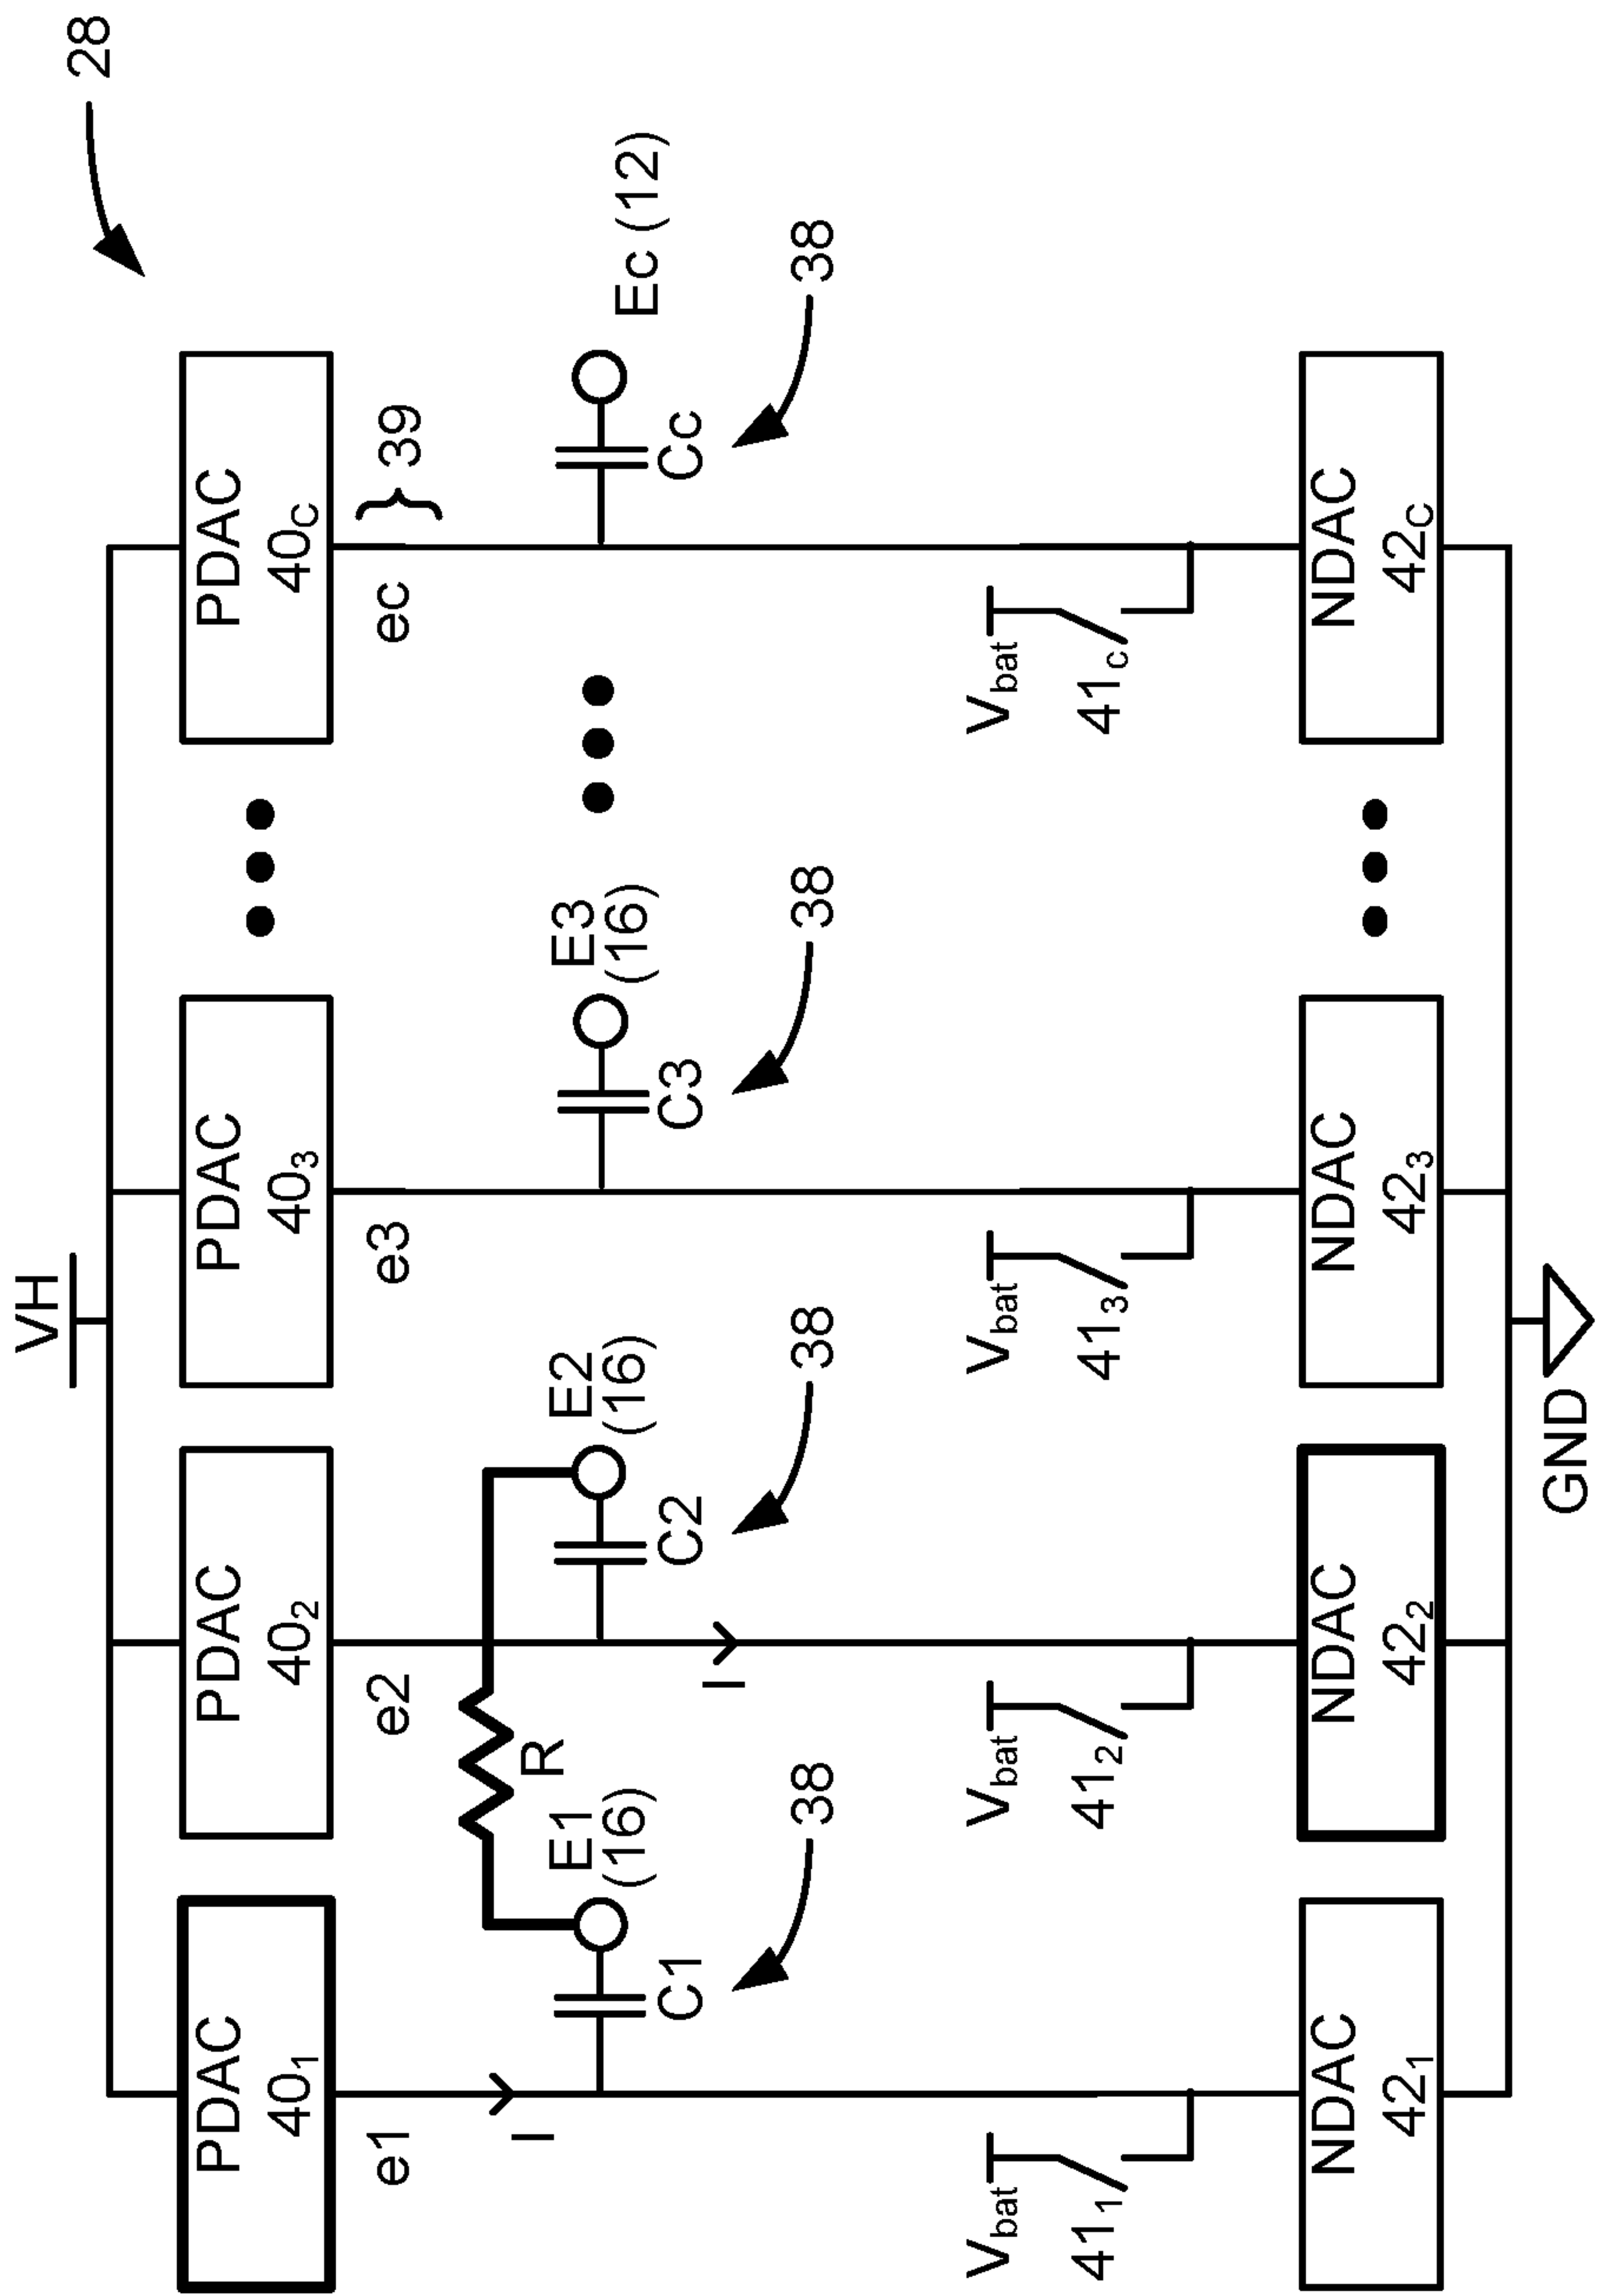 28
VH
PDAC
40₁
PDAC
40₂
PDAC
40₃
PDAC
40C
e1
e2
e3
ec
} 39
I
R
E1
(16)
E2
(16)
E3
(16)
Ec (12)
C1
C2
C3
Cc
I
38
38
38
38
Vbat
Vbat
Vbat
Vbat
41₁
41₂
41₃
41c
NDAC
42₁
NDAC
42₂
NDAC
42₃
NDAC
42C
GND